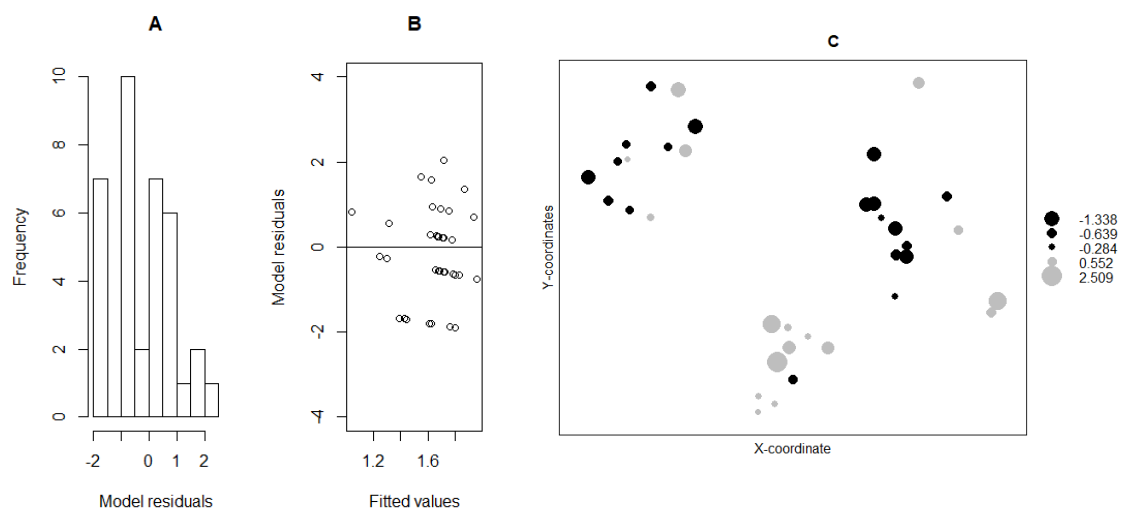 A
Frequency
10
8
6
4
2
0
-2
0
1
2
Model residuals
B
Model residuals
4
2
0
-2
-4
1.2
1.6
Fitted values
C
Y-coordinates
X-coordinate
-1.338
-0.639
-0.284
0.552
2.509